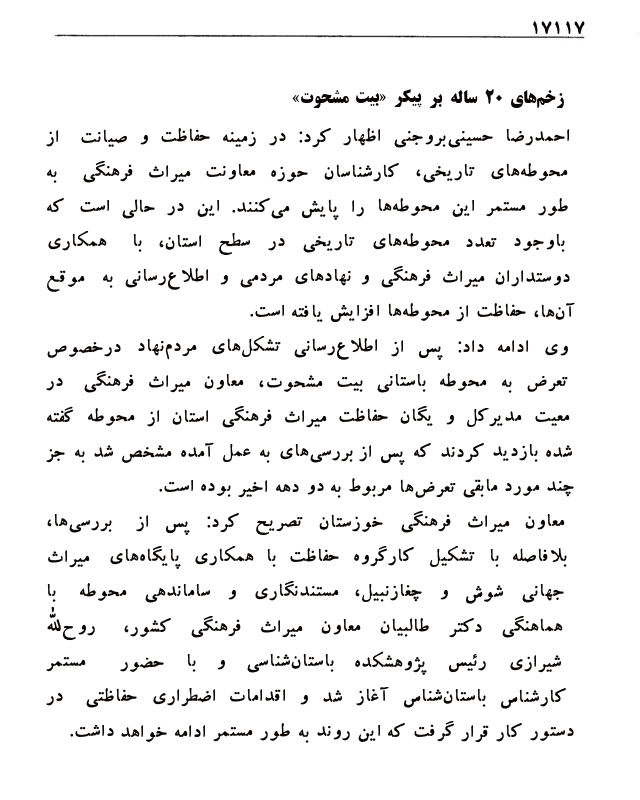 ۱۷۱۱۷
زخم‌های ۲۰ ساله بر پیکر «بیت مشحوت»
احمدرضا حسینی‌بروجنی اظهار کرد: در زمینه حفاظت و صیانت از
محوطه‌های تاریخی، کارشناسان حوزه معاونت میراث فرهنگی به
طور مستمر این محوطه‌ها را پایش می‌کنند. این در حالی است که
باوجود تعدد محوطه‌های تاریخی در سطح استان، با همکاری
دوستداران میراث فرهنگی و نهادهای مردمی و اطلاع‌رسانی به موقع
آن‌ها، حفاظت از محوطه‌ها افزایش یافته است.
وی ادامه داد: پس از اطلاع‌رسانی تشکل‌های مردم‌نهاد درخصوص
تعرض به محوطه باستانی بیت مشحوت، معاون میراث فرهنگی در
معیت مدیرکل و یگان حفاظت میراث فرهنگی استان از محوطه گفته
شده بازدید کردند که پس از بررسی‌های به عمل آمده مشخص شد به جز
چند مورد مابقی تعرض‌ها مربوط به دو دهه اخیر بوده است.
معاون میراث فرهنگی خوزستان تصریح کرد: پس از بررسی‌ها،
بلافاصله با تشکیل کارگروه حفاظت با همکاری پایگاه‌های میراث
جهانی شوش و چغازنبیل، مستندنگاری و ساماندهی محوطه با
هماهنگی دکتر طالبیان معاون میراث فرهنگی کشور، روح‌الله
شیرازی رئیس پژوهشکده باستان‌شناسی و با حضور مستمر
کارشناس باستان‌شناس آغاز شد و اقدامات اضطراری حفاظتی در
دستور کار قرار گرفت که این روند به طور مستمر ادامه خواهد داشت.